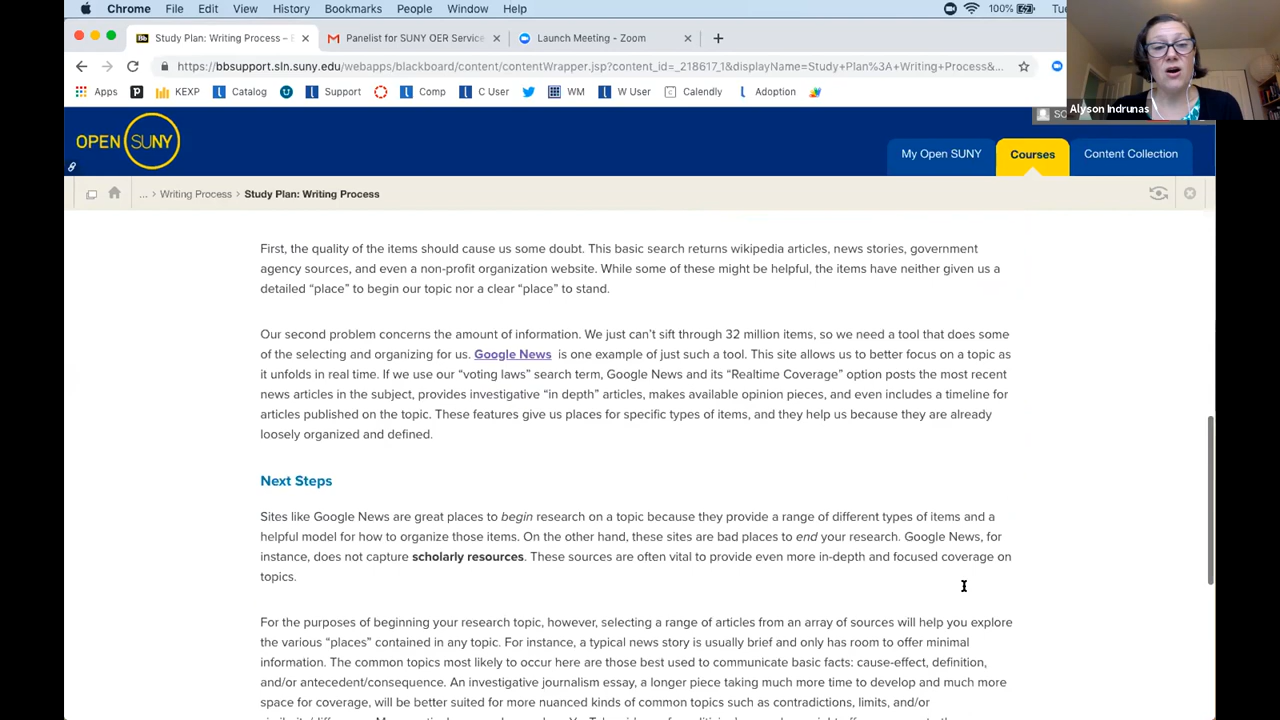 Chrome File Edit View History Bookmarks People Window Help 100% Tue
Study Plan: Writing Process – Panelist for SUNY OER Service Launch Meeting - Zoom
https://bbsupport.sln.suny.edu/webapps/blackboard/content/contentWrapper.jsp?content_id=_218617_1&displayName=Study+Plan%3A+Writing+Process&...
Apps KEXP Catalog Support Comp C User WM W User Calendly Adoption
Alyson Indrunas
OPEN SUNY
My Open SUNY Courses Content Collection
... > Writing Process > Study Plan: Writing Process
First, the quality of the items should cause us some doubt. This basic search returns wikipedia articles, news stories, government
agency sources, and even a non-profit organization website. While some of these might be helpful, the items have neither given us a
detailed “place” to begin our topic nor a clear “place” to stand.
Our second problem concerns the amount of information. We just can’t sift through 32 million items, so we need a tool that does some
of the selecting and organizing for us. Google News is one example of just such a tool. This site allows us to better focus on a topic as
it unfolds in real time. If we use our “voting laws” search term, Google News and its “Realtime Coverage” option posts the most recent
news articles in the subject, provides investigative “in depth” articles, makes available opinion pieces, and even includes a timeline for
articles published on the topic. These features give us places for specific types of items, and they help us because they are already
loosely organized and defined.
Next Steps
Sites like Google News are great places to begin research on a topic because they provide a range of different types of items and a
helpful model for how to organize those items. On the other hand, these sites are bad places to end your research. Google News, for
instance, does not capture scholarly resources. These sources are often vital to provide even more in-depth and focused coverage on
topics.
For the purposes of beginning your research topic, however, selecting a range of articles from an array of sources will help you explore
the various “places” contained in any topic. For instance, a typical news story is usually brief and only has room to offer minimal
information. The common topics most likely to occur here are those best used to communicate basic facts: cause-effect, definition,
and/or antecedent/consequence. An investigative journalism essay, a longer piece taking much more time to develop and much more
space for coverage, will be better suited for more nuanced kinds of common topics such as contradictions, limits, and/or